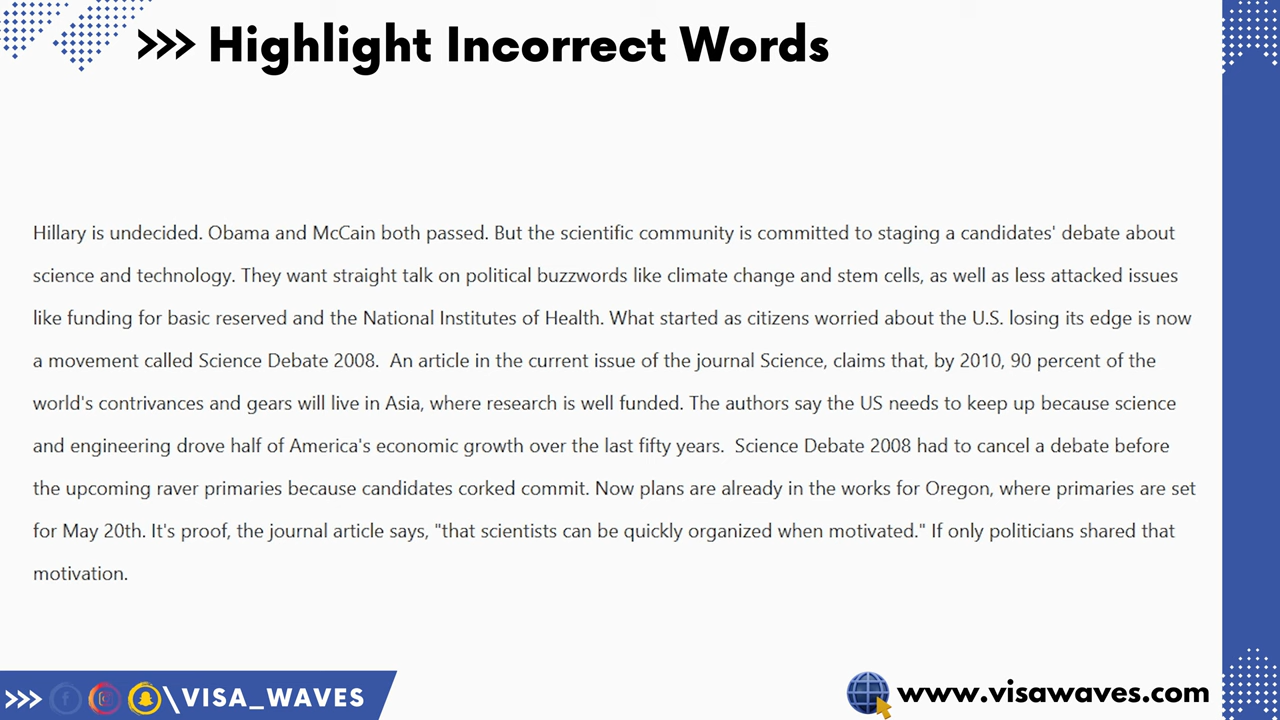 >>> Highlight Incorrect Words
Hillary is undecided. Obama and McCain both passed. But the scientific community is committed to staging a candidates' debate about
science and technology. They want straight talk on political buzzwords like climate change and stem cells, as well as less attacked issues
like funding for basic reserved and the National Institutes of Health. What started as citizens worried about the U.S. losing its edge is now
a movement called Science Debate 2008.  An article in the current issue of the journal Science, claims that, by 2010, 90 percent of the
world's contrivances and gears will live in Asia, where research is well funded. The authors say the US needs to keep up because science
and engineering drove half of America's economic growth over the last fifty years.  Science Debate 2008 had to cancel a debate before
the upcoming raver primaries because candidates corked commit. Now plans are already in the works for Oregon, where primaries are set
for May 20th. It's proof, the journal article says, "that scientists can be quickly organized when motivated." If only politicians shared that
motivation.
>>> \VISA_WAVES
www.visawaves.com